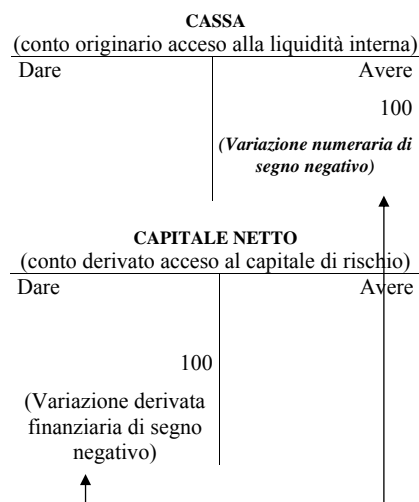 CASSA
(conto originario acceso alla liquidità interna)
Dare Avere
100
(Variazione numeraria di
segno negativo)
CAPITALE NETTO
(conto derivato acceso al capitale di rischio)
Dare Avere
100
(Variazione derivata
finanziaria di segno
negativo)